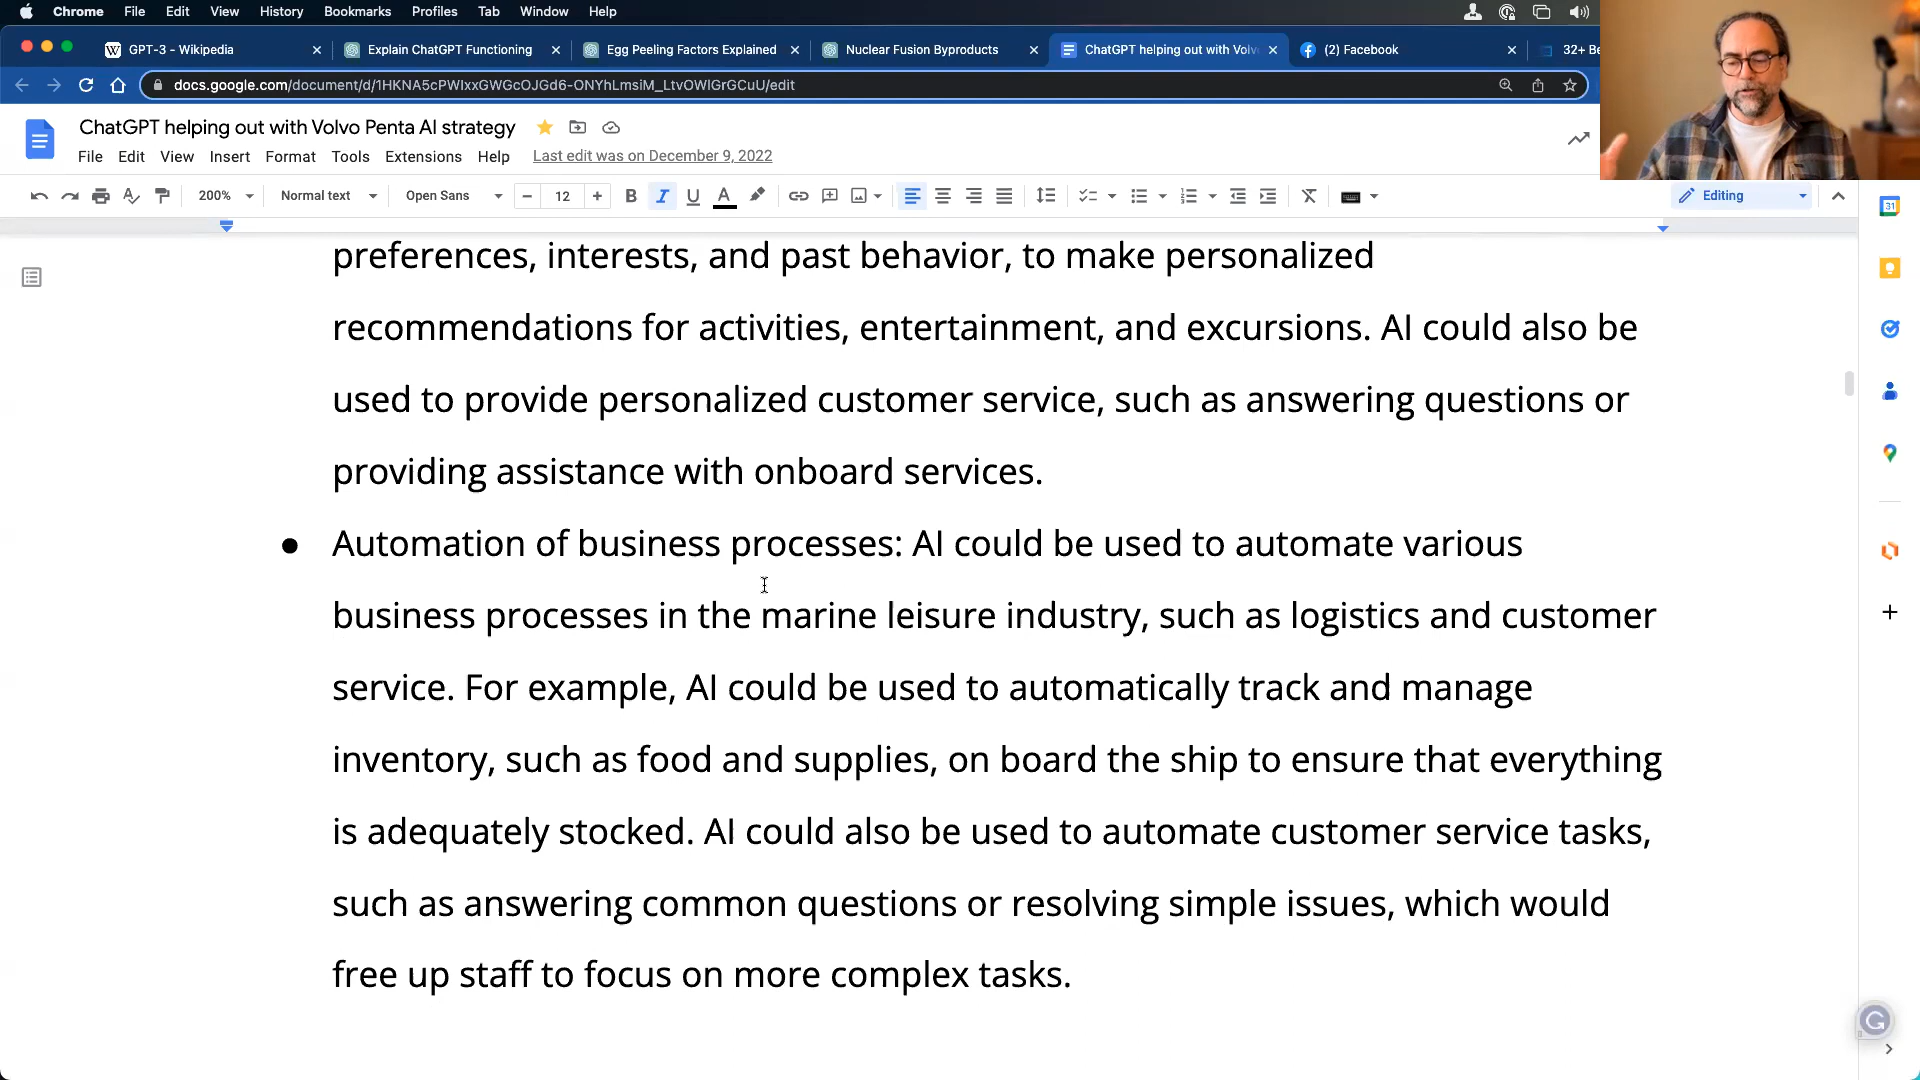 Chrome File Edit View History Bookmarks Profiles Tab Window Help
GPT-3 - Wikipedia Explain ChatGPT Functioning Egg Peeling Factors Explained Nuclear Fusion Byproducts ChatGPT helping out with Volv (2) Facebook 32+ Be
docs.google.com/document/d/1HKNA5cPWIxxGWGcOJGd6-ONYhLmsiM_LtvOWlGrGCuU/edit
ChatGPT helping out with Volvo Penta AI strategy
File Edit View Insert Format Tools Extensions Help Last edit was on December 9, 2022
200% Normal text Open Sans 12 B I U A Editing
31
preferences, interests, and past behavior, to make personalized
recommendations for activities, entertainment, and excursions. AI could also be
used to provide personalized customer service, such as answering questions or
providing assistance with onboard services.
● Automation of business processes: AI could be used to automate various
business processes in the marine leisure industry, such as logistics and customer
service. For example, AI could be used to automatically track and manage
inventory, such as food and supplies, on board the ship to ensure that everything
is adequately stocked. AI could also be used to automate customer service tasks,
such as answering common questions or resolving simple issues, which would
free up staff to focus on more complex tasks.